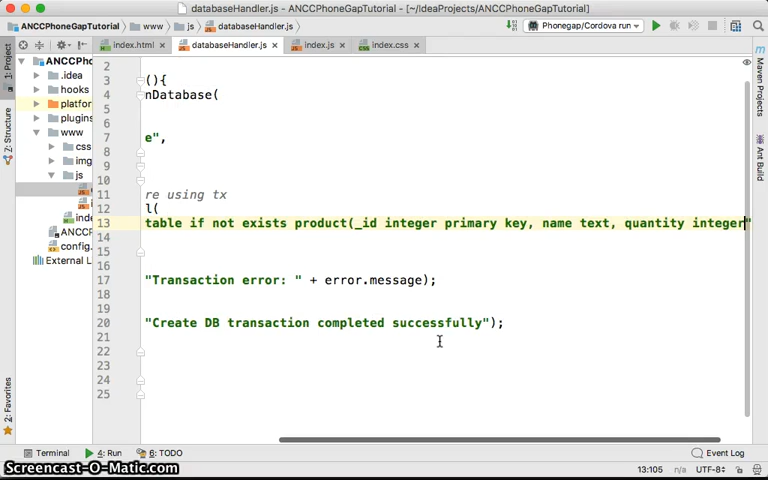 databaseHandler.js - ANCCPhoneGapTutorial - [~/IdeaProjects/ANCCPhoneGapTutorial]
ANCCPhoneGapTutorial www js databaseHandler.js Phonegap/Cordova run
index.html databaseHandler.js index.js index.css
1: Project
7: Structure
2: Favorites
ANCCPho
.idea
hooks
platfor
plugins
www
css
img
js
inde
ANCCP
config.
External L
2
3 (){
4 nDatabase(
5
6
7 e",
8
9
10
11 re using tx
12 l(
13 table if not exists product(_id integer primary key, name text, quantity integer"
14
15
17 "Transaction error: " + error.message);
18
19
20 "Create DB transaction completed successfully");
21
22
23
24
25
Maven Projects
Ant Build
Terminal 4: Run 6: TODO Event Log
13:105 n/a UTF-8
Screencast-O-Matic.com